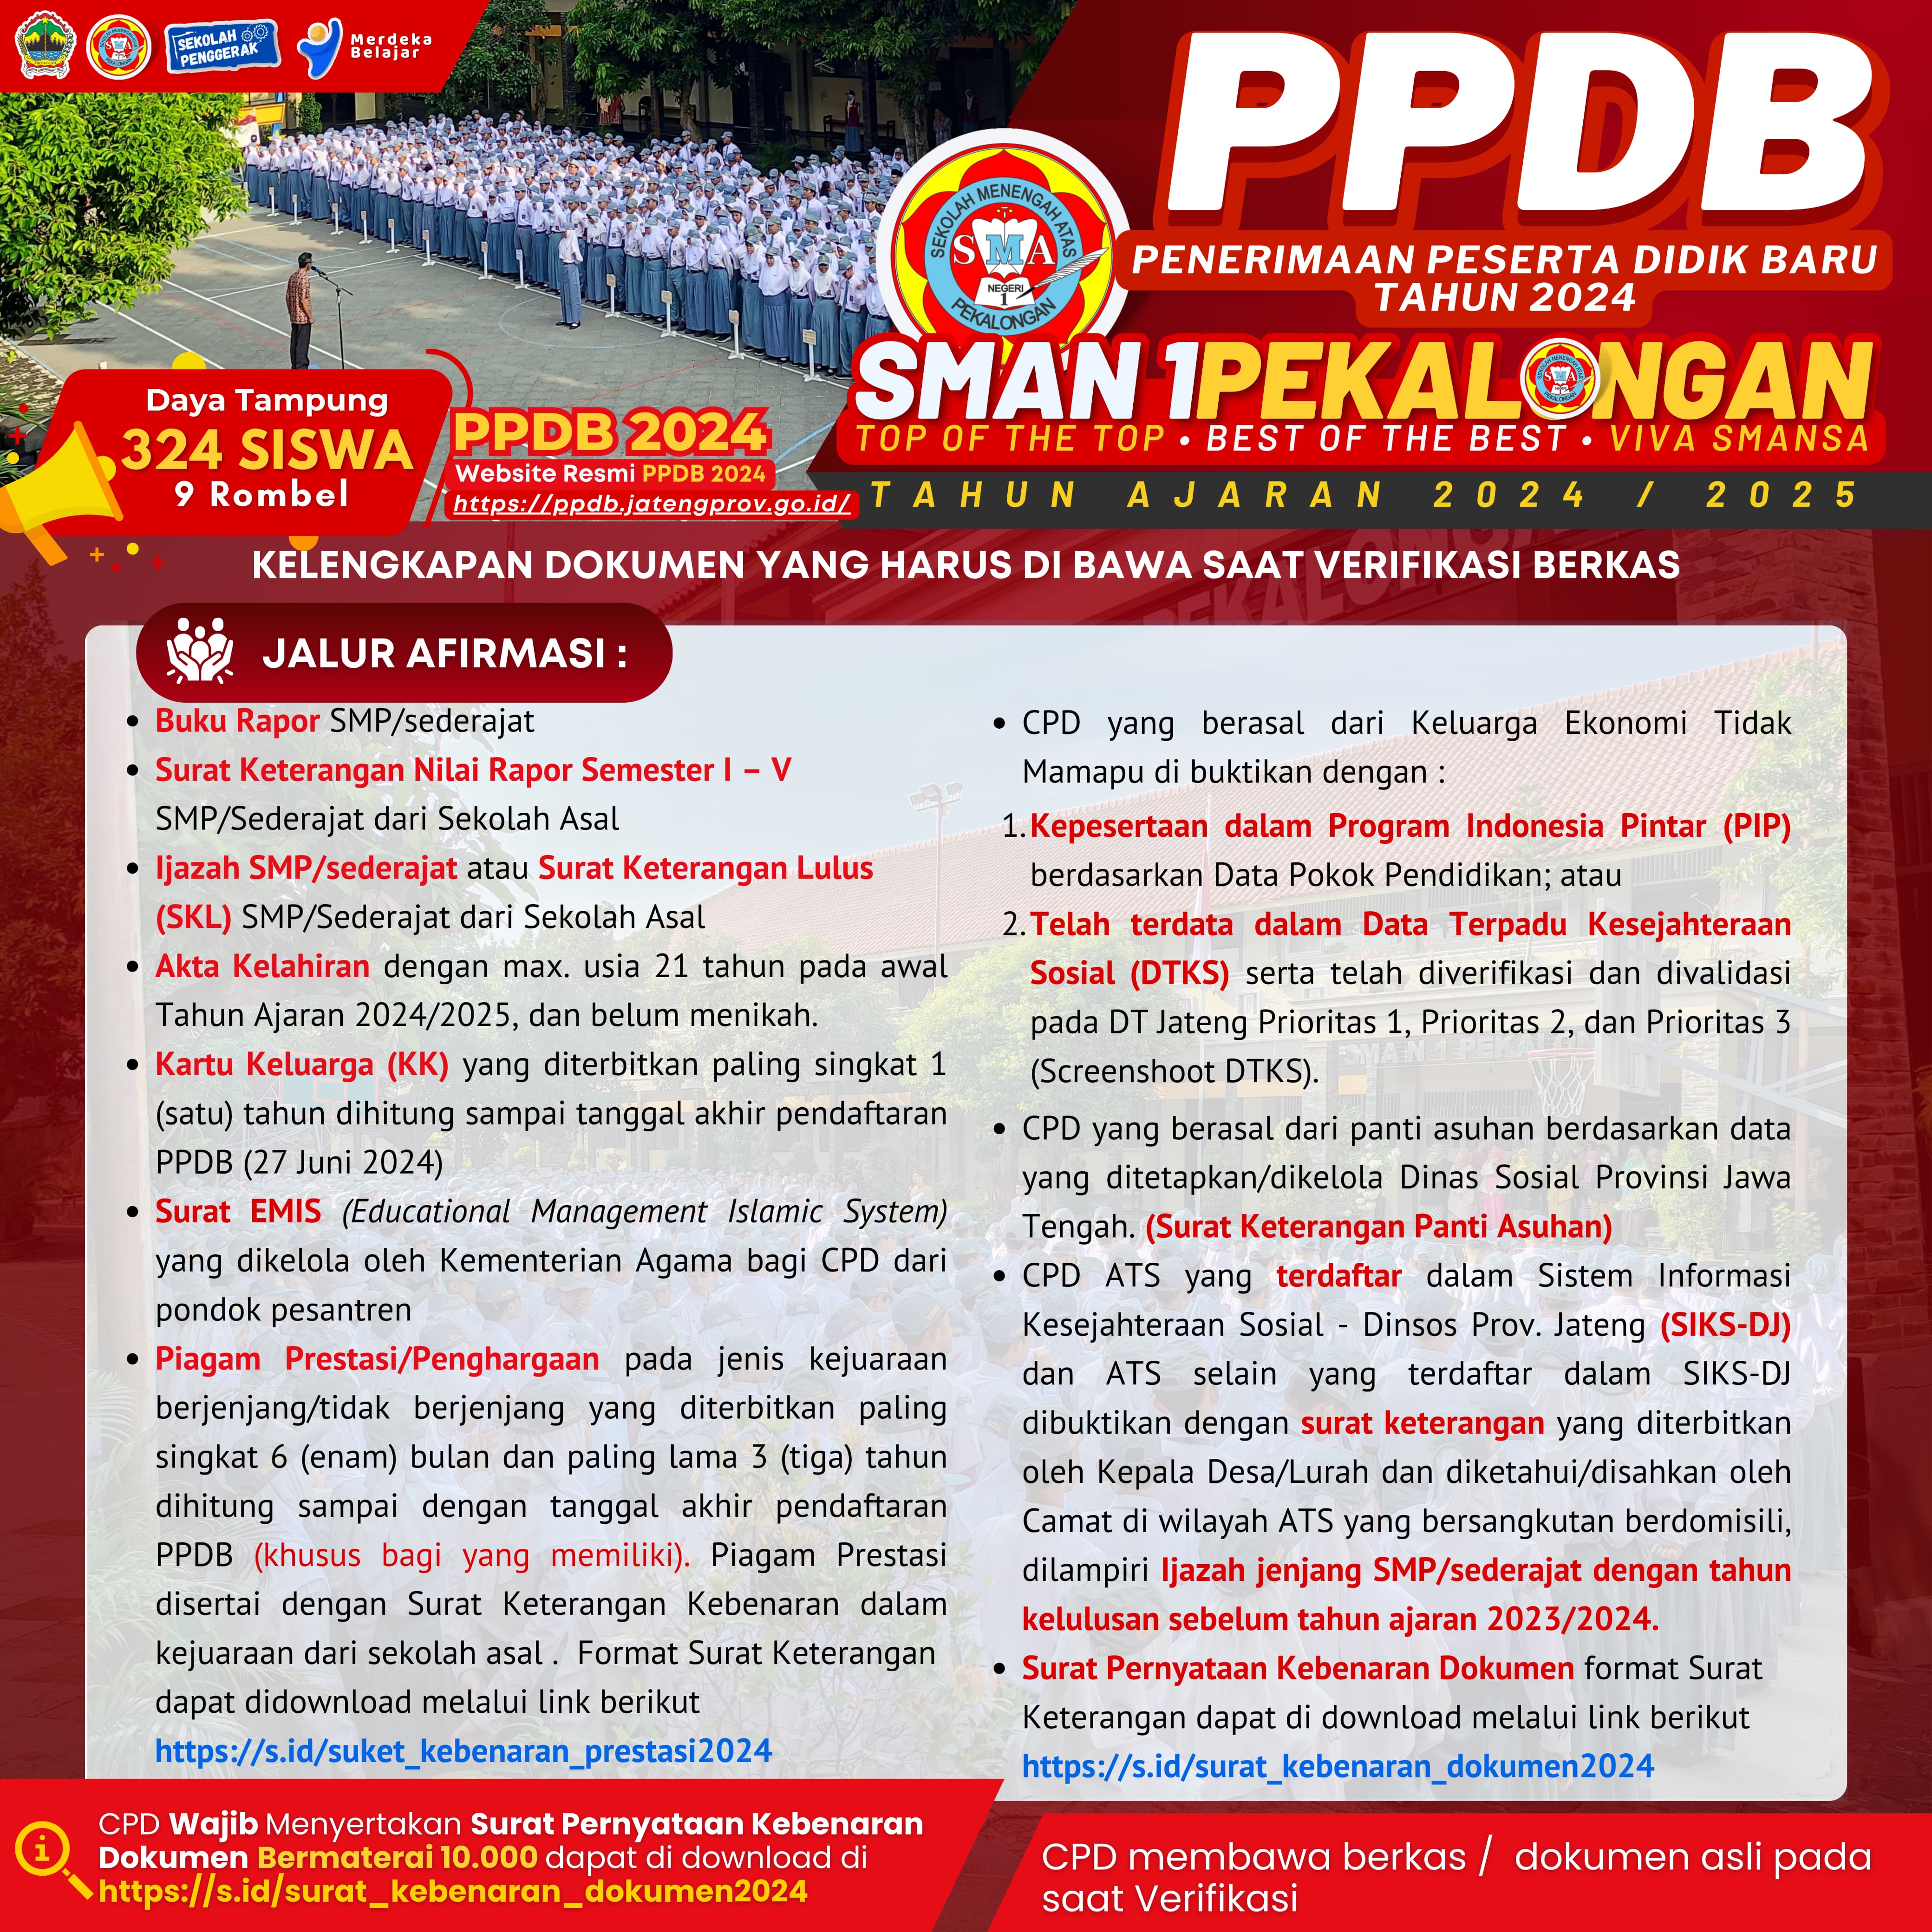 SEKOLAH
PENGGERAK
Merdeka
Belajar
PPDB
PENERIMAAN PESERTA DIDIK BARU
TAHUN 2024
SEKOLAH MENENGAH ATAS
SMA
NEGERI
1
PEKALONGAN
SMAN 1 PEKALONGAN
TOP OF THE TOP • BEST OF THE BEST • VIVA SMANSA
TAHUN AJARAN 2024 / 2025
Daya Tampung
324 SISWA
9 Rombel
PPDB 2024
Website Resmi PPDB 2024
https://ppdb.jatengprov.go.id/
KELENGKAPAN DOKUMEN YANG HARUS DI BAWA SAAT VERIFIKASI BERKAS
JALUR AFIRMASI :
• Buku Rapor SMP/sederajat
• Surat Keterangan Nilai Rapor Semester I – V
SMP/Sederajat dari Sekolah Asal
• Ijazah SMP/sederajat atau Surat Keterangan Lulus
(SKL) SMP/Sederajat dari Sekolah Asal
• Akta Kelahiran dengan max. usia 21 tahun pada awal
Tahun Ajaran 2024/2025, dan belum menikah.
• Kartu Keluarga (KK) yang diterbitkan paling singkat 1
(satu) tahun dihitung sampai tanggal akhir pendaftaran
PPDB (27 Juni 2024)
• Surat EMIS (Educational Management Islamic System)
yang dikelola oleh Kementerian Agama bagi CPD dari
pondok pesantren
• Piagam Prestasi/Penghargaan pada jenis kejuaraan
berjenjang/tidak berjenjang yang diterbitkan paling
singkat 6 (enam) bulan dan paling lama 3 (tiga) tahun
dihitung sampai dengan tanggal akhir pendaftaran
PPDB (khusus bagi yang memiliki). Piagam Prestasi
disertai dengan Surat Keterangan Kebenaran dalam
kejuaraan dari sekolah asal . Format Surat Keterangan
dapat didownload melalui link berikut
https://s.id/suket_kebenaran_prestasi2024
• CPD yang berasal dari Keluarga Ekonomi Tidak
Mamapu di buktikan dengan :
1. Kepesertaan dalam Program Indonesia Pintar (PIP)
berdasarkan Data Pokok Pendidikan; atau
2. Telah terdata dalam Data Terpadu Kesejahteraan
Sosial (DTKS) serta telah diverifikasi dan divalidasi
pada DT Jateng Prioritas 1, Prioritas 2, dan Prioritas 3
(Screenshoot DTKS).
• CPD yang berasal dari panti asuhan berdasarkan data
yang ditetapkan/dikelola Dinas Sosial Provinsi Jawa
Tengah. (Surat Keterangan Panti Asuhan)
• CPD ATS yang terdaftar dalam Sistem Informasi
Kesejahteraan Sosial - Dinsos Prov. Jateng (SIKS-DJ)
dan ATS selain yang terdaftar dalam SIKS-DJ
dibuktikan dengan surat keterangan yang diterbitkan
oleh Kepala Desa/Lurah dan diketahui/disahkan oleh
Camat di wilayah ATS yang bersangkutan berdomisili,
dilampiri Ijazah jenjang SMP/sederajat dengan tahun
kelulusan sebelum tahun ajaran 2023/2024.
• Surat Pernyataan Kebenaran Dokumen format Surat
Keterangan dapat di download melalui link berikut
https://s.id/surat_kebenaran_dokumen2024
CPD Wajib Menyertakan Surat Pernyataan Kebenaran
Dokumen Bermaterai 10.000 dapat di download di
https://s.id/surat_kebenaran_dokumen2024
CPD membawa berkas / dokumen asli pada
saat Verifikasi